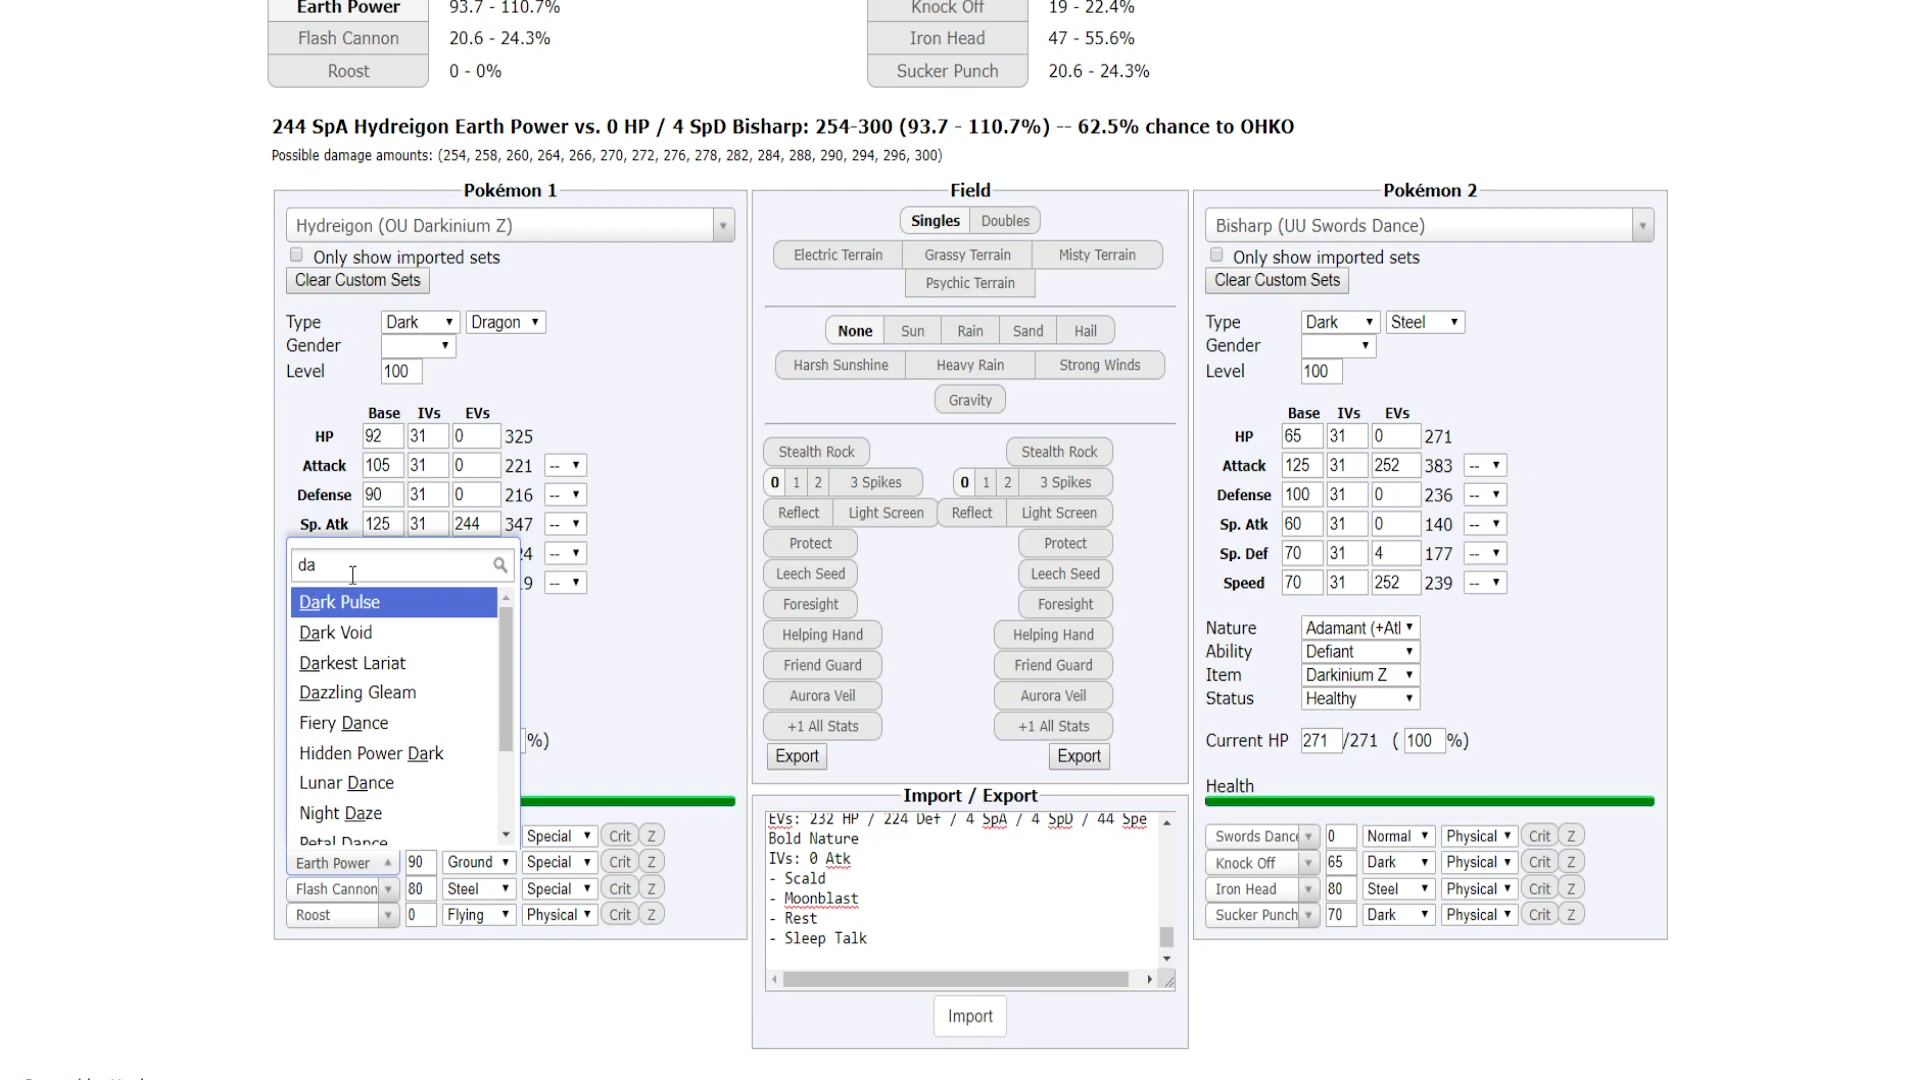 Earth Power 93.7 - 110.7% Knock Off 19 - 22.4%
Flash Cannon 20.6 - 24.3% Iron Head 47 - 55.6%
Roost 0 - 0% Sucker Punch 20.6 - 24.3%
244 SpA Hydreigon Earth Power vs. 0 HP / 4 SpD Bisharp: 254-300 (93.7 - 110.7%) -- 62.5% chance to OHKO
Possible damage amounts: (254, 258, 260, 264, 266, 270, 272, 276, 278, 282, 284, 288, 290, 294, 296, 300)
Pokémon 1
Hydreigon (OU Darkinium Z)
Only show imported sets
Clear Custom Sets
Type Dark Dragon
Gender
Level 100
Base IVs EVs
HP 92 31 0 325
Attack 105 31 0 221 --
Defense 90 31 0 216 --
Sp. Atk 125 31 244 347 --
da 4 --
9 --
Dark Pulse
Dark Void
Darkest Lariat
Dazzling Gleam
Fiery Dance
Hidden Power Dark %)
Lunar Dance
Night Daze
Petal Dance
Special Crit Z
Earth Power 90 Ground Special Crit Z
Flash Cannon 80 Steel Special Crit Z
Roost 0 Flying Physical Crit Z
Field
Singles Doubles
Electric Terrain Grassy Terrain Misty Terrain
Psychic Terrain
None Sun Rain Sand Hail
Harsh Sunshine Heavy Rain Strong Winds
Gravity
Stealth Rock Stealth Rock
0 1 2 3 Spikes 0 1 2 3 Spikes
Reflect Light Screen Reflect Light Screen
Protect Protect
Leech Seed Leech Seed
Foresight Foresight
Helping Hand Helping Hand
Friend Guard Friend Guard
Aurora Veil Aurora Veil
+1 All Stats +1 All Stats
Export Export
Import / Export
EVs: 232 HP / 224 Def / 4 SpA / 4 SpD / 44 Spe
Bold Nature
IVs: 0 Atk
- Scald
- Moonblast
- Rest
- Sleep Talk
Import
Pokémon 2
Bisharp (UU Swords Dance)
Only show imported sets
Clear Custom Sets
Type Dark Steel
Gender
Level 100
Base IVs EVs
HP 65 31 0 271
Attack 125 31 252 383 --
Defense 100 31 0 236 --
Sp. Atk 60 31 0 140 --
Sp. Def 70 31 4 177 --
Speed 70 31 252 239 --
Nature Adamant (+Atl
Ability Defiant
Item Darkinium Z
Status Healthy
Current HP 271 /271 ( 100 %)
Health
Swords Danc 0 Normal Physical Crit Z
Knock Off 65 Dark Physical Crit Z
Iron Head 80 Steel Physical Crit Z
Sucker Punch 70 Dark Physical Crit Z